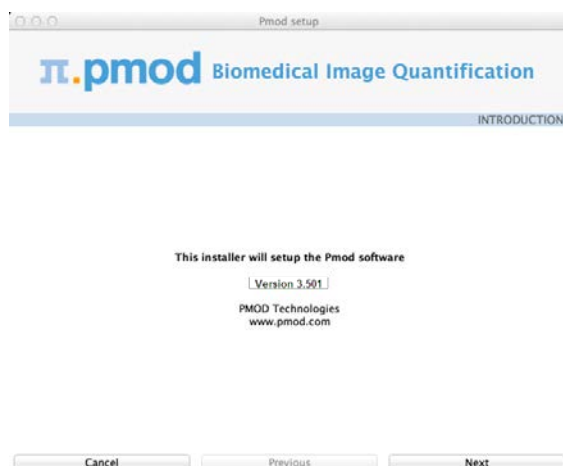 Pmod setup
π.pmod Biomedical Image Quantification
INTRODUCTION
This installer will setup the Pmod software
Version 3.501
PMOD Technologies
www.pmod.com
Cancel Previous Next